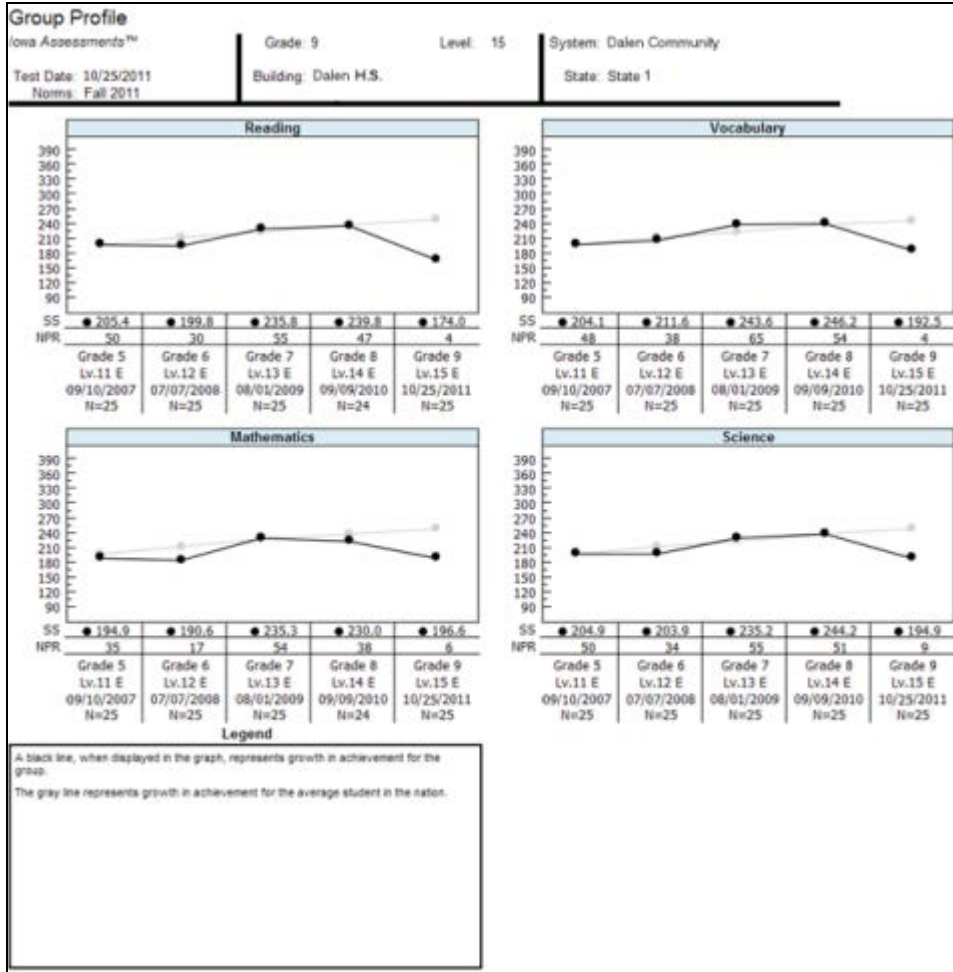 Group Profile
Iowa Assessments™
Grade: 9 Level: 15 System: Dalen Community
Test Date: 10/25/2011 Building: Dalen H.S. State: State 1
Norms: Fall 2011
Reading
390
360
330
300
270
240
210
180
150
120
90
SS 205.4 199.8 235.8 239.8 174.0
NPR 50 30 55 47 4
Grade 5 Grade 6 Grade 7 Grade 8 Grade 9
Lv.11 E Lv.12 E Lv.13 E Lv.14 E Lv.15 E
09/10/2007 07/07/2008 08/01/2009 09/09/2010 10/25/2011
N=25 N=25 N=25 N=24 N=25
Vocabulary
390
360
330
300
270
240
210
180
150
120
90
SS 204.1 211.6 243.6 246.2 192.5
NPR 48 38 65 54 4
Grade 5 Grade 6 Grade 7 Grade 8 Grade 9
Lv.11 E Lv.12 E Lv.13 E Lv.14 E Lv.15 E
09/10/2007 07/07/2008 08/01/2009 09/09/2010 10/25/2011
N=25 N=25 N=25 N=24 N=25
Mathematics
390
360
330
300
270
240
210
180
150
120
90
SS 194.9 190.6 235.3 230.0 196.6
NPR 35 17 54 38 6
Grade 5 Grade 6 Grade 7 Grade 8 Grade 9
Lv.11 E Lv.12 E Lv.13 E Lv.14 E Lv.15 E
09/10/2007 07/07/2008 08/01/2009 09/09/2010 10/25/2011
N=25 N=25 N=25 N=24 N=25
Science
390
360
330
300
270
240
210
180
150
120
90
SS 204.9 203.9 235.2 244.2 194.9
NPR 50 34 55 51 9
Grade 5 Grade 6 Grade 7 Grade 8 Grade 9
Lv.11 E Lv.12 E Lv.13 E Lv.14 E Lv.15 E
09/10/2007 07/07/2008 08/01/2009 09/09/2010 10/25/2011
N=25 N=25 N=25 N=25 N=25
Legend
A black line, when displayed in the graph, represents growth in achievement for the
group.
The gray line represents growth in achievement for the average student in the nation.